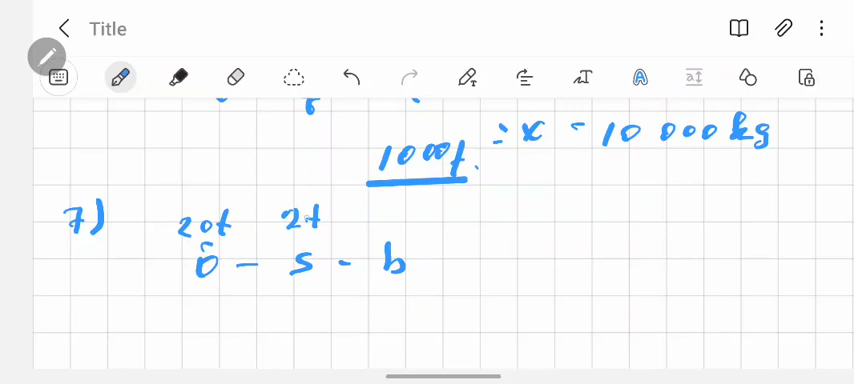 Title
= x - 10 000 kg
1000t.
7)
20t 2t
ō - s - b